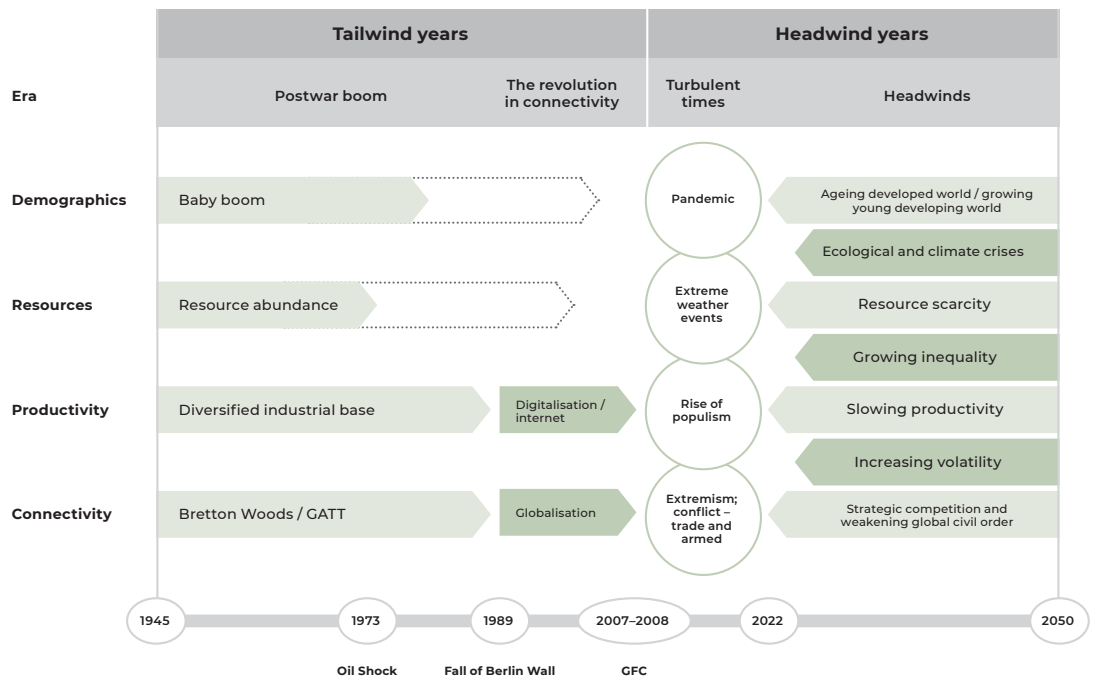 Tailwind years
Headwind years
Era
Postwar boom
The revolution
in connectivity
Turbulent
times
Headwinds
Demographics
Baby boom
Pandemic
Ageing developed world / growing
young developing world
Ecological and climate crises
Resources
Resource abundance
Extreme
weather
events
Resource scarcity
Growing inequality
Productivity
Diversified industrial base
Digitalisation /
internet
Rise of
populism
Slowing productivity
Increasing volatility
Connectivity
Bretton Woods / GATT
Globalisation
Extremism;
conflict –
trade and
armed
Strategic competition and
weakening global civil order
1945
1973
1989
2007–2008
2022
2050
Oil Shock
Fall of Berlin Wall
GFC